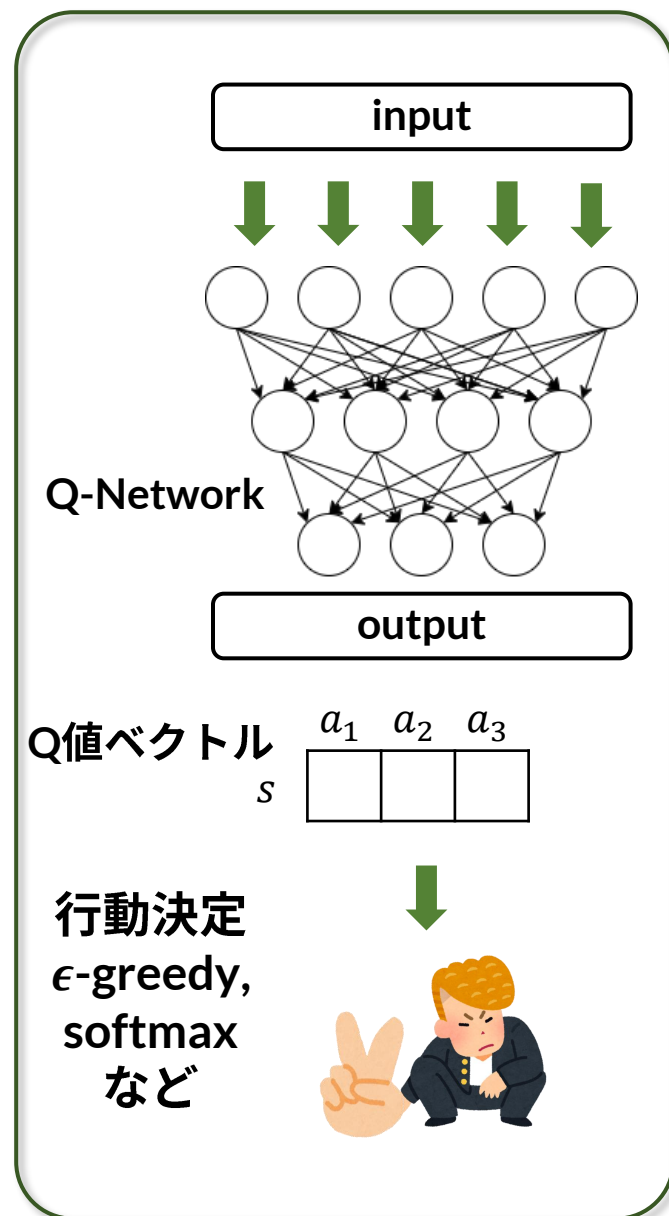 input
Q-Network
output
a₁ a₂ a₃
Q値ベクトル
s
行動決定
ϵ-greedy,
softmax
など